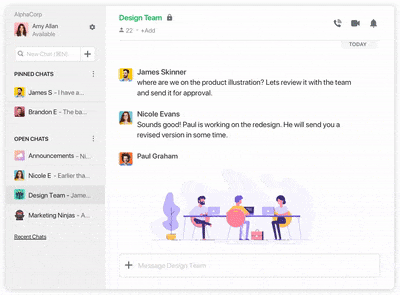 AlphaCorp
Amy Allan
Available
New Chat (⌘N)
PINNED CHATS
James S - I have a...
Brandon E - The ba...
OPEN CHATS
Announcements - Ni...
Nicole E - Earlier tha...
Design Team - Jame...
Marketing Ninjas - A...
Recent Chats
Design Team
22 - +Add
TODAY
James Skinner
where are we on the product illustration? Lets review it with the team
and send it for approval.
Nicole Evans
Sounds good! Paul is working on the redesign. He will send you a
revised version in some time.
Paul Graham
Message Design Team